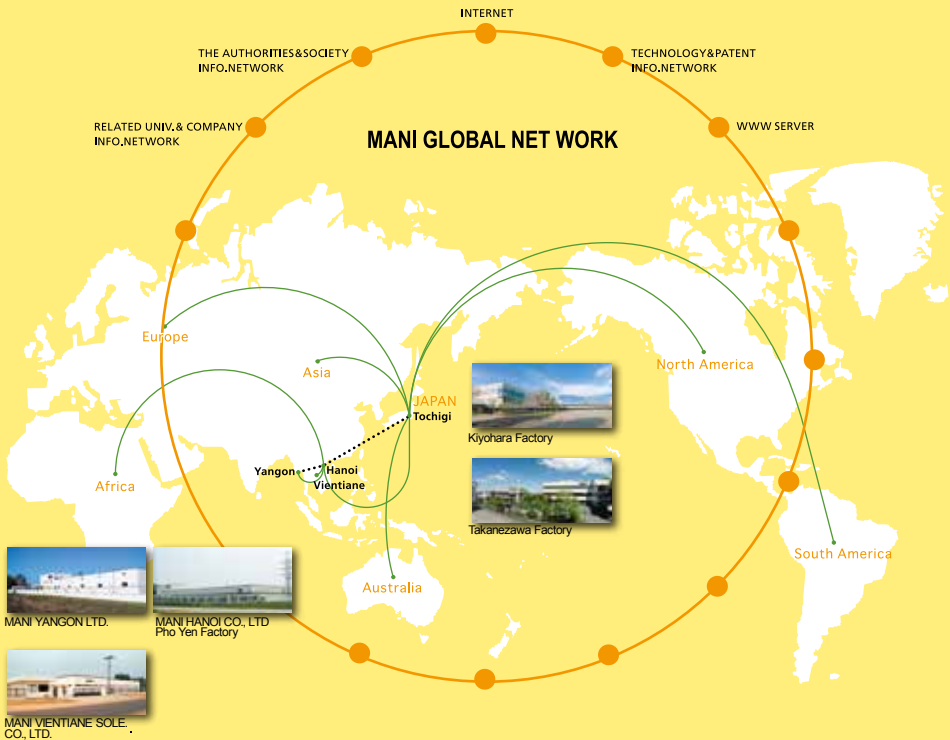 INTERNET
THE AUTHORITIES&SOCIETY
INFO.NETWORK
TECHNOLOGY&PATENT
INFO.NETWORK
RELATED UNIV.& COMPANY
INFO.NETWORK
WWW SERVER
MANI GLOBAL NET WORK
Europe
Asia
North America
JAPAN
Tochigi
Kiyohara Factory
Yangon
Hanoi
Vientiane
Africa
Takanezawa Factory
South America
Australia
MANI YANGON LTD.
MANI HANOI CO., LTD
Pho Yen Factory
MANI VIENTIANE SOLE.
CO., LTD.